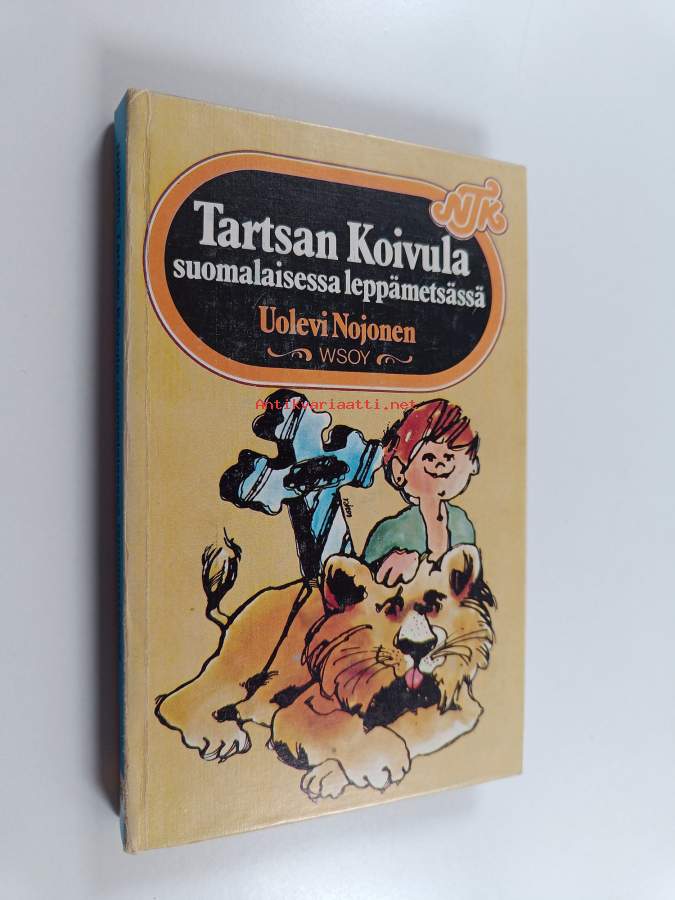 NTK
Tartsan Koivula
suomalaisessa leppämetsässä
Uolevi Nojonen
WSOY
Antikvariaatti.net